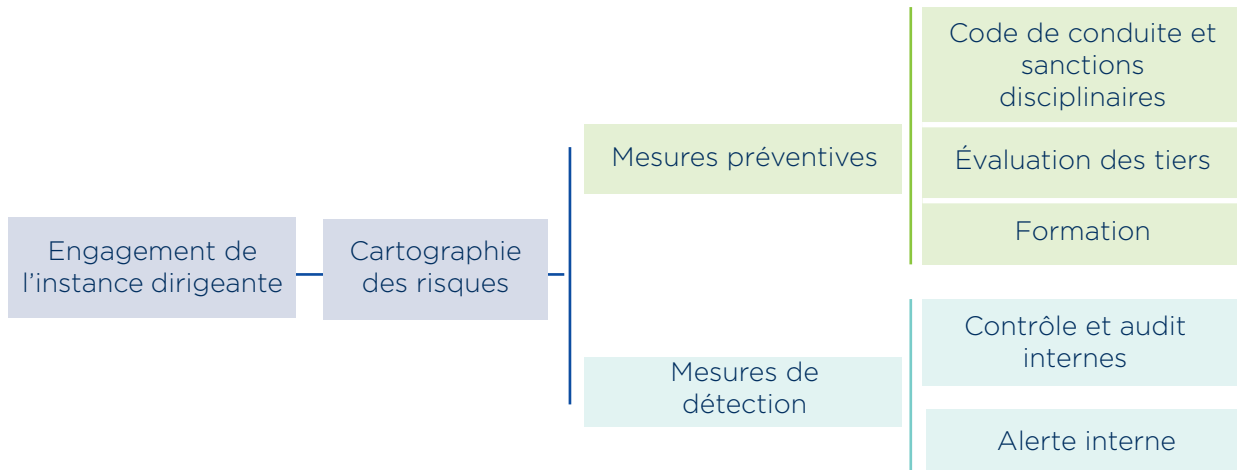 Engagement de
l'instance dirigeante
Cartographie
des risques
Mesures préventives
Code de conduite et
sanctions
disciplinaires
Évaluation des tiers
Formation
Mesures de
détection
Contrôle et audit
internes
Alerte interne